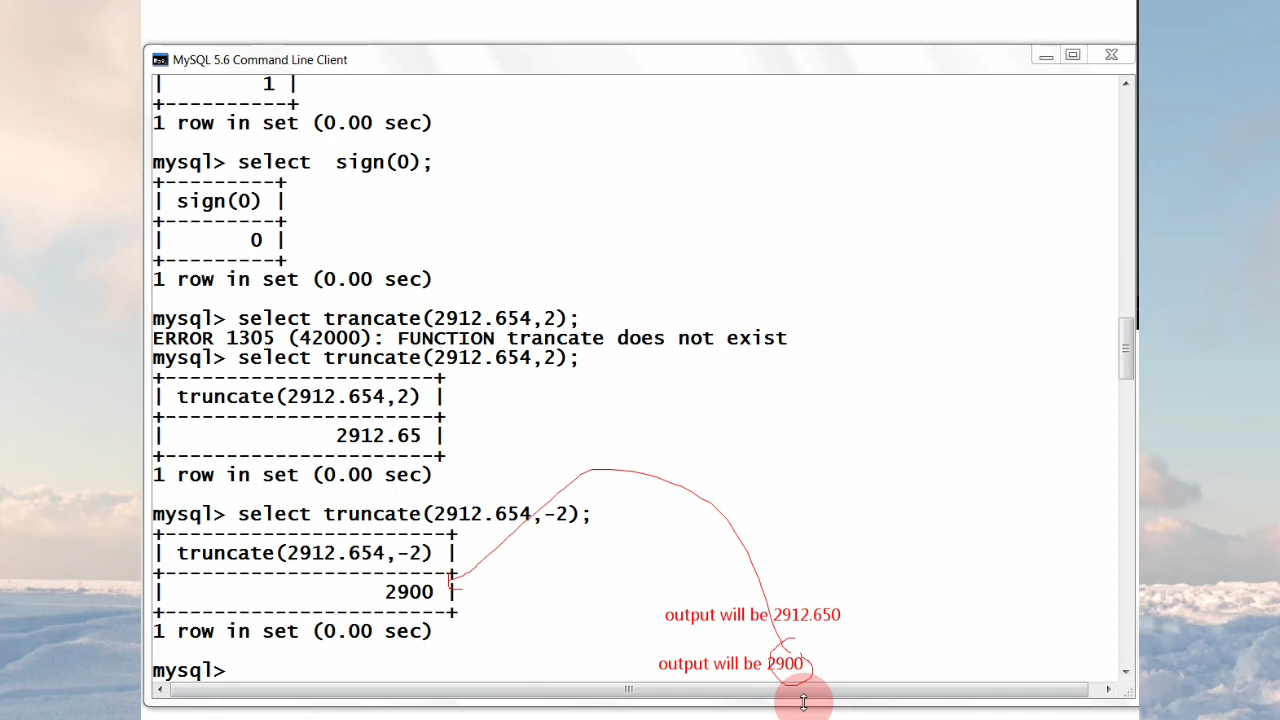 MySQL 5.6 Command Line Client
|         1 |
+----------+
1 row in set (0.00 sec)
mysql> select  sign(0);
+---------+
| sign(0) |
+---------+
|       0 |
+---------+
1 row in set (0.00 sec)
mysql> select trancate(2912.654,2);
ERROR 1305 (42000): FUNCTION trancate does not exist
mysql> select truncate(2912.654,2);
+----------------------+
| truncate(2912.654,2) |
+----------------------+
|              2912.65 |
+----------------------+
1 row in set (0.00 sec)
mysql> select truncate(2912.654,-2);
+-----------------------+
| truncate(2912.654,-2) |
+-----------------------+
|                  2900 |
+-----------------------+
1 row in set (0.00 sec)
output will be 2912.650
output will be 2900
mysql>